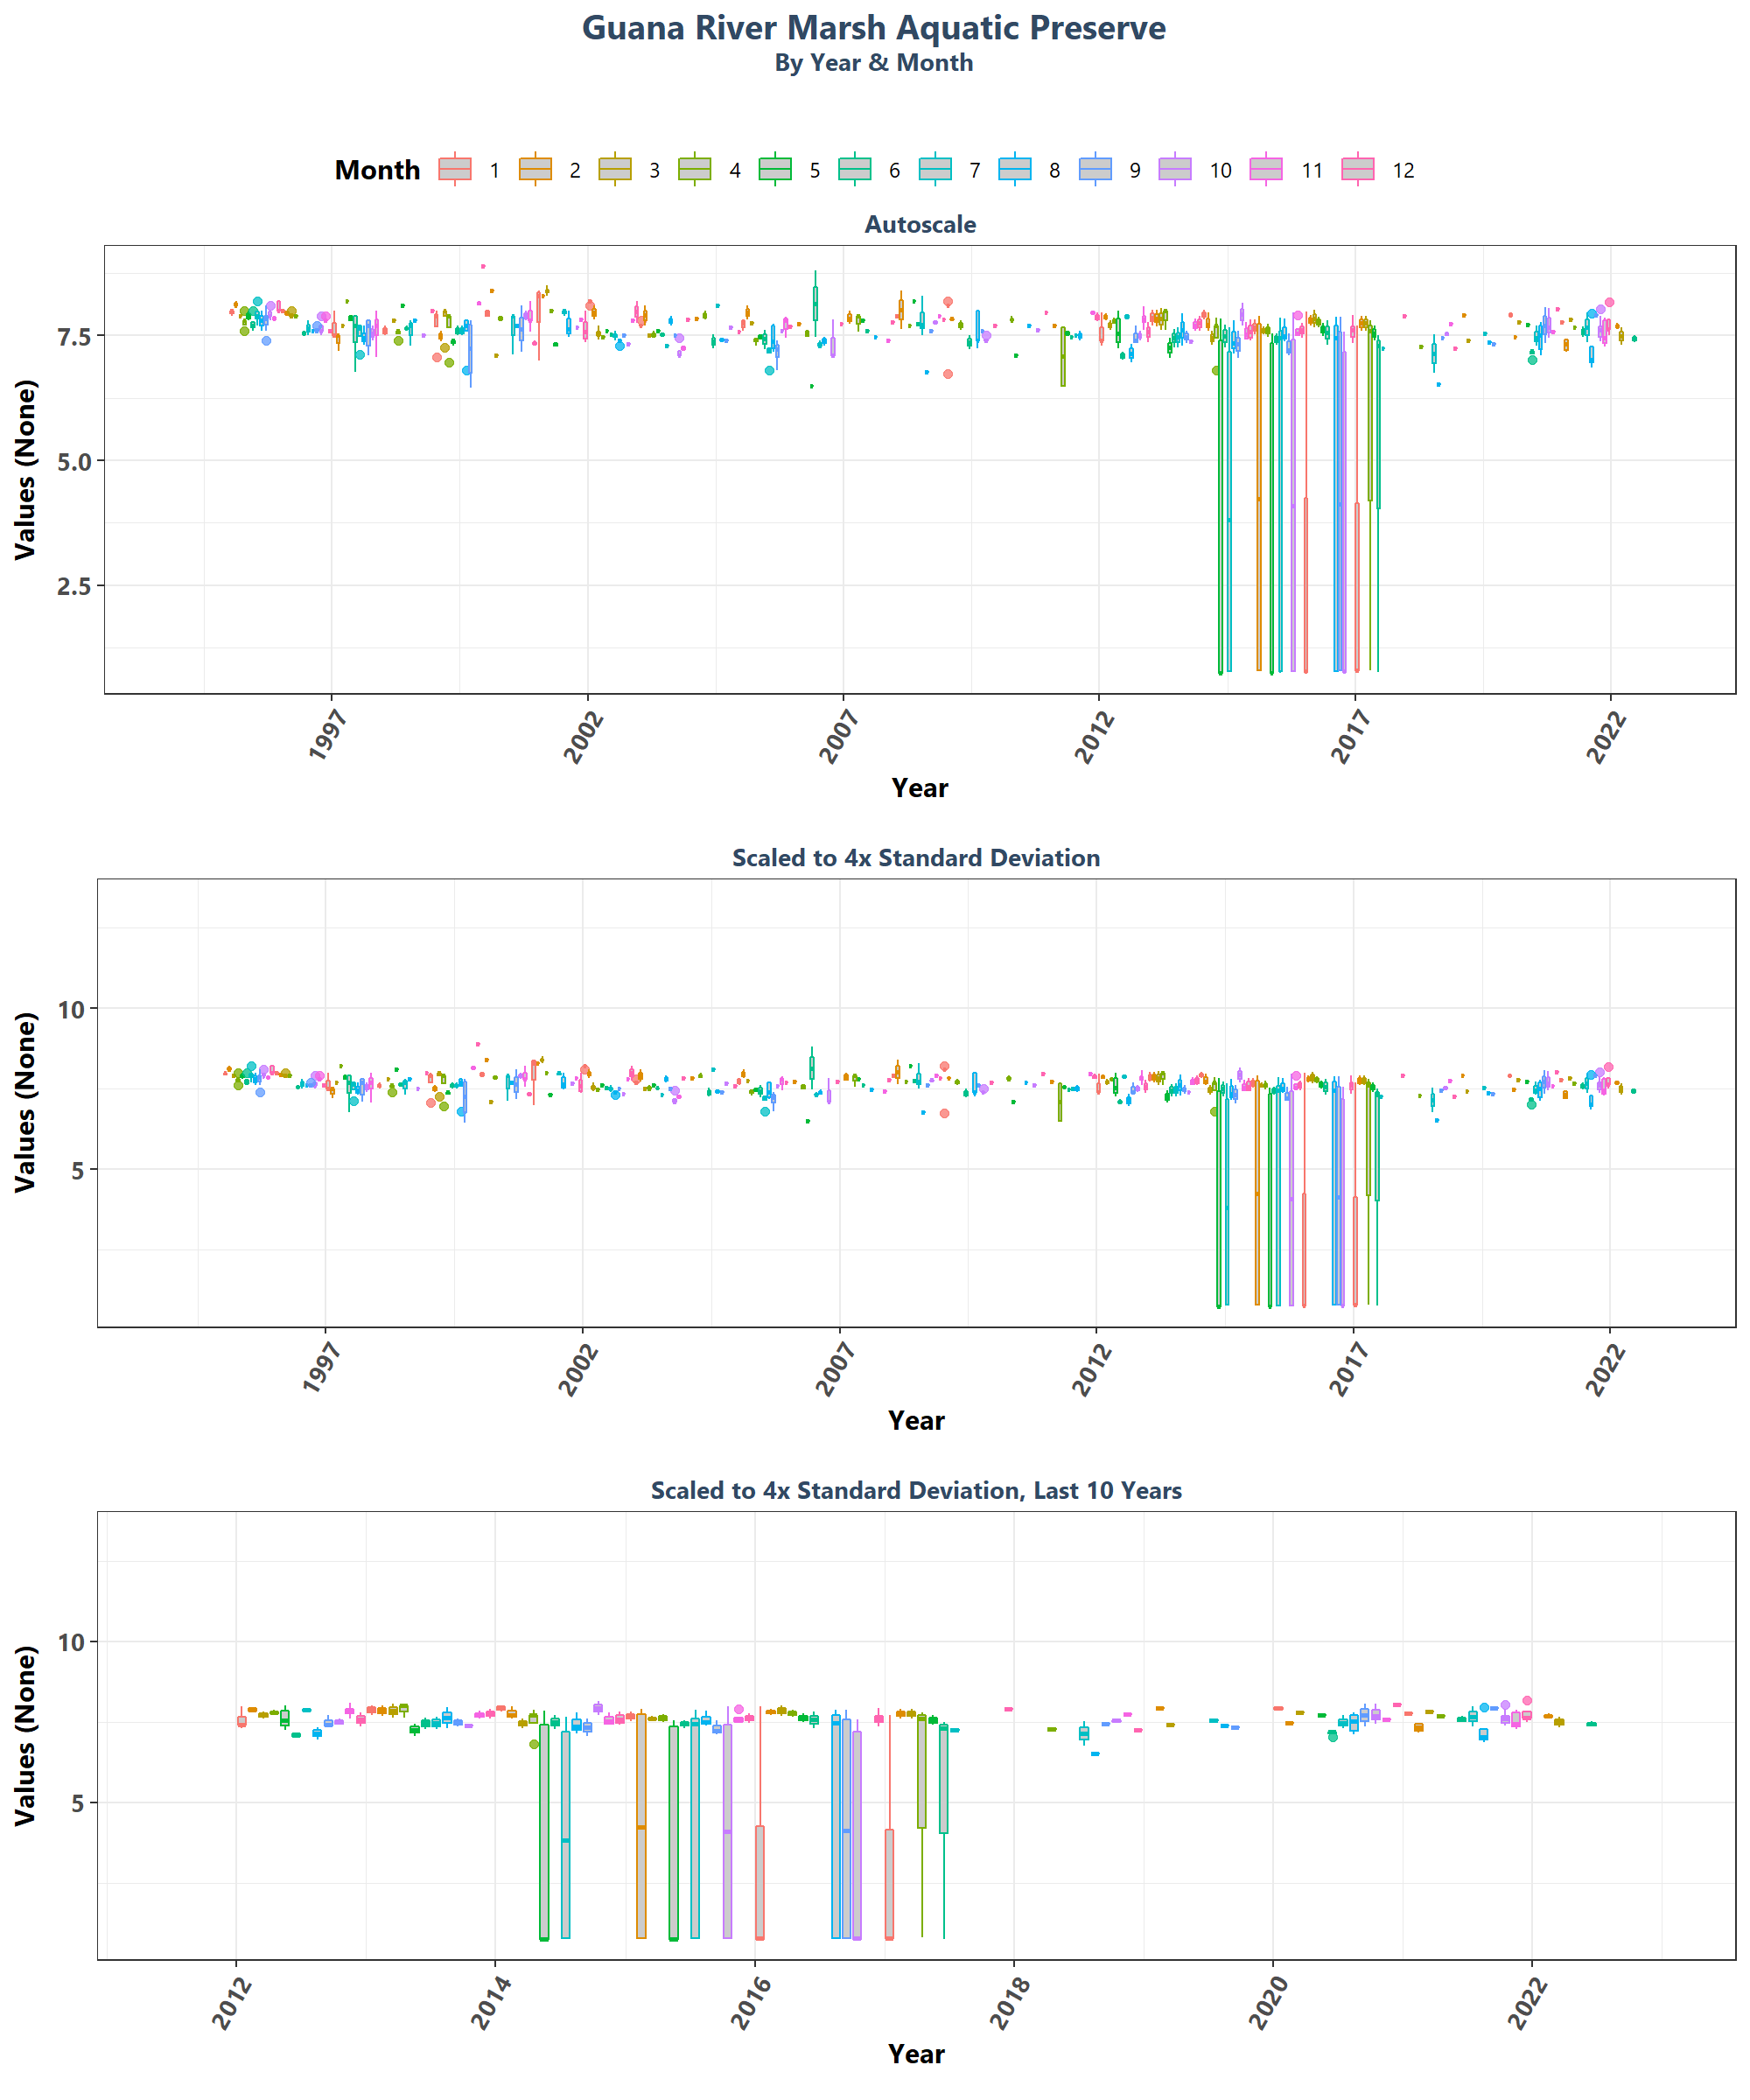 Guana River Marsh Aquatic Preserve
By Year & Month
Month 1 2 3 4 5 6 7 8 9 10 11 12
Autoscale
Values (None)
7.5
5.0
2.5
1997 2002 2007 2012 2017 2022
Year
Scaled to 4x Standard Deviation
Values (None)
10
5
1997 2002 2007 2012 2017 2022
Year
Scaled to 4x Standard Deviation, Last 10 Years
Values (None)
10
5
2012 2014 2016 2018 2020 2022
Year